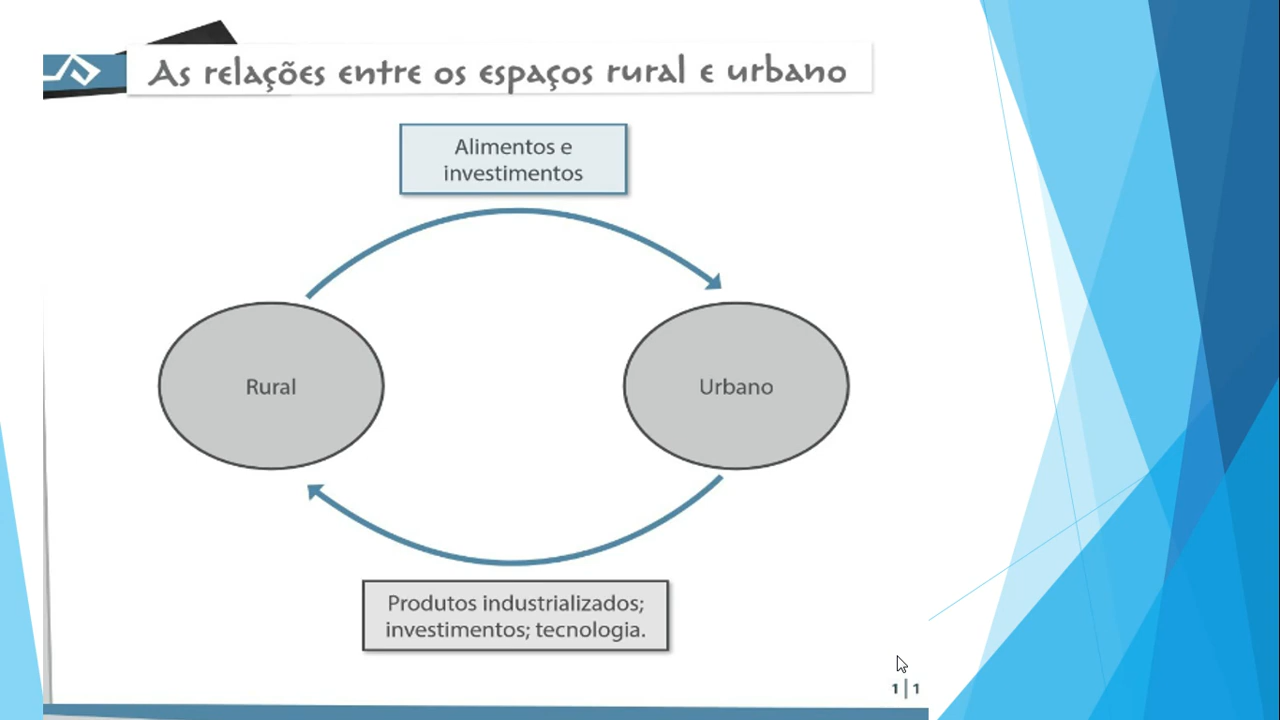 As relações entre os espaços rural e urbano
Alimentos e
investimentos
Rural
Urbano
Produtos industrializados;
investimentos; tecnologia.
1|1